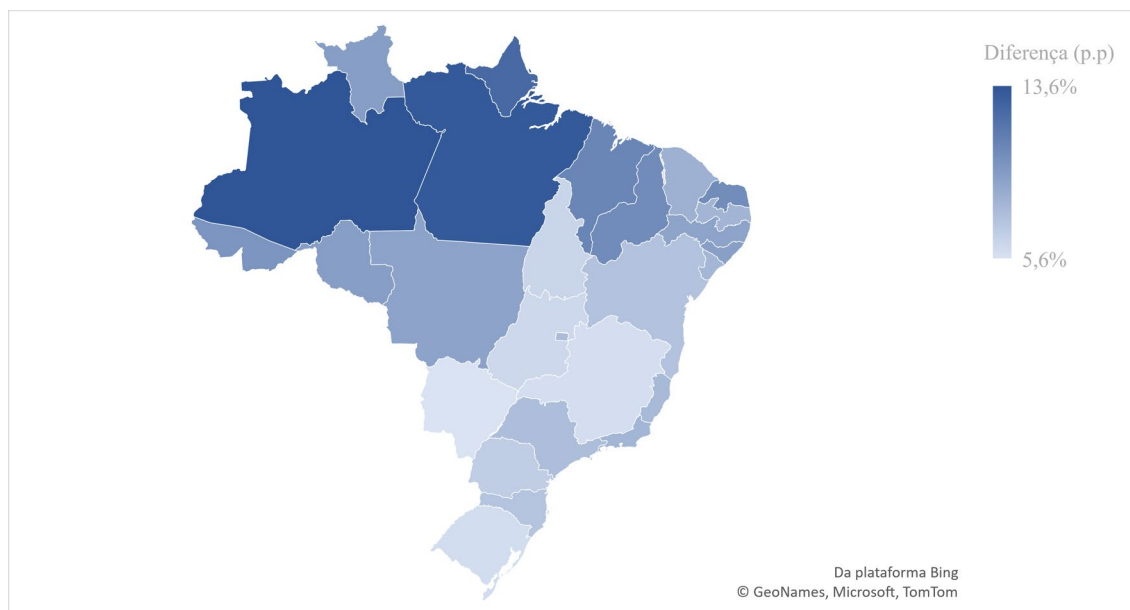 Diferença (p.p)
13,6%
5,6%
Da plataforma Bing
© GeoNames, Microsoft, TomTom